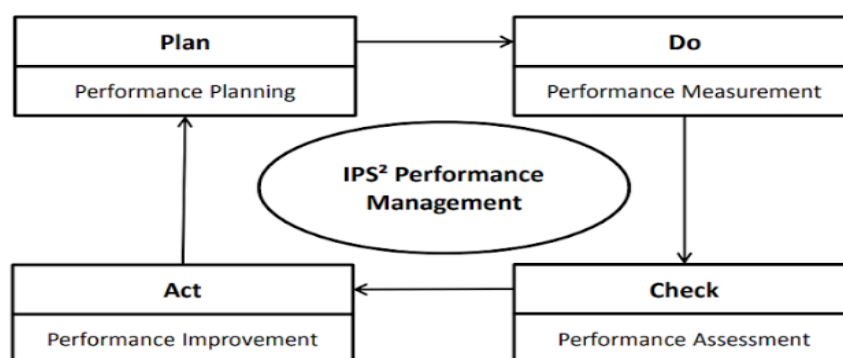 Plan
Performance Planning
Do
Performance Measurement
IPS² Performance
Management
Act
Performance Improvement
Check
Performance Assessment